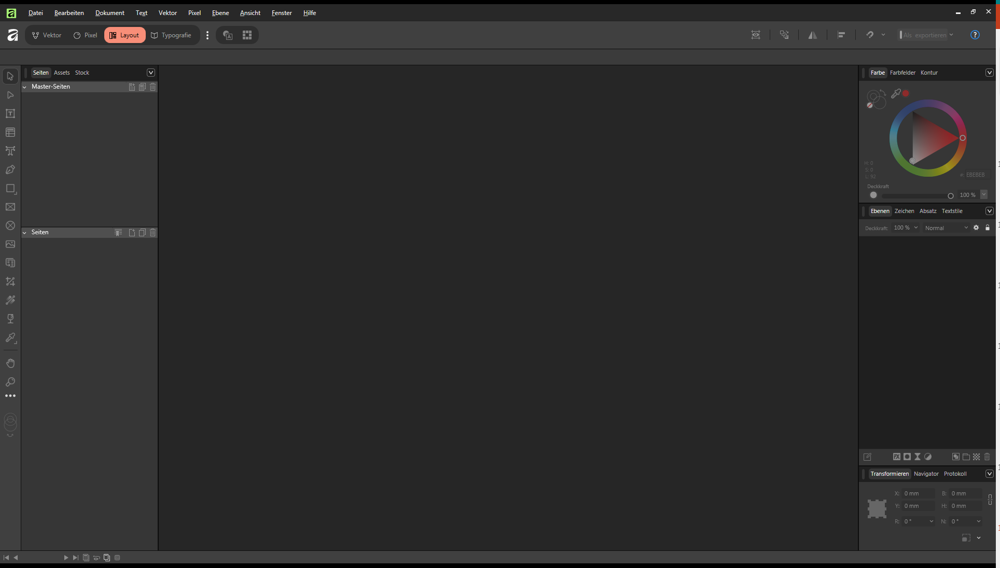 Datei Bearbeiten Dokument Text Vektor Pixel Ebene Ansicht Fenster Hilfe
Vektor Pixel Layout Typografie Als exportieren
Seiten Assets Stock
Master-Seiten
Seiten
Farbe Farbfelder Kontur
H: 0
S: 0
L: 92
#: EBEBEB
Deckkraft
100 %
Ebenen Zeichen Absatz Textstile
Deckkraft: 100 % Normal
Transformieren Navigator Protokoll
X: 0 mm B: 0 mm
Y: 0 mm H: 0 mm
R: 0 ° N: 0 °